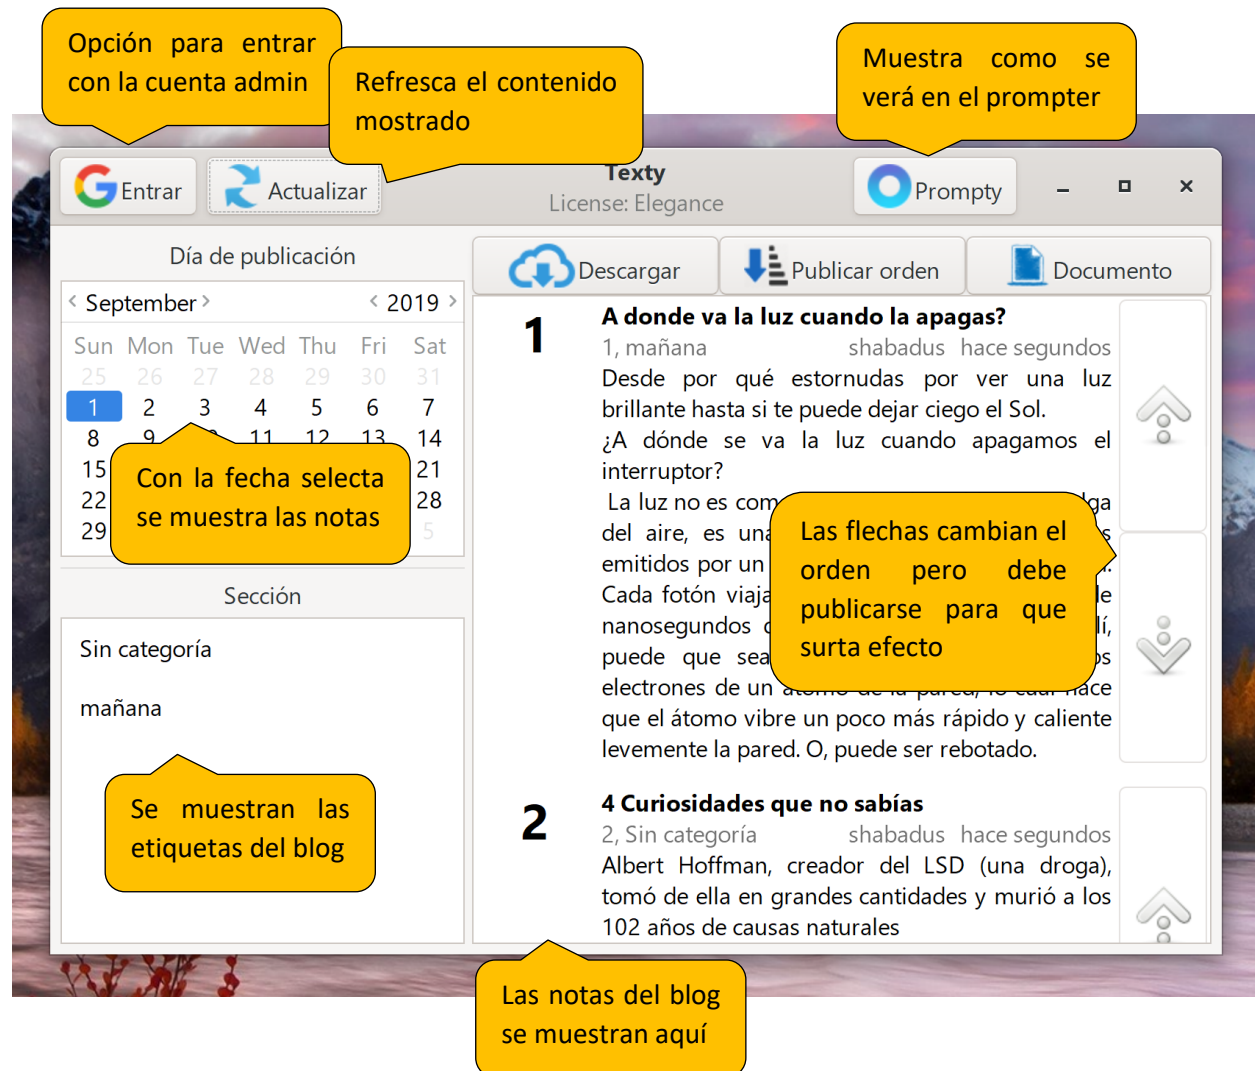 Opción para entrar
con la cuenta admin
Refresca el contenido
mostrado
Muestra como se
verá en el prompter
Entrar
Actualizar
Texty
License: Elegance
Prompty
Día de publicación
September
2019
Sun Mon Tue Wed Thu Fri Sat
25 26 27 28 29 30 31
1 2 3 4 5 6 7
8 9 11 12 13 14
15 21
22 28
29 5
Con la fecha selecta
se muestra las notas
Sección
Sin categoría
mañana
Se muestran las
etiquetas del blog
Descargar
Publicar orden
Documento
1
A donde va la luz cuando la apagas?
1, mañana shabadus hace segundos
Desde por qué estornudas por ver una luz
brillante hasta si te puede dejar ciego el Sol.
¿A dónde se va la luz cuando apagamos el
interruptor?
La luz no es
del aire, es
emitidos por un
Cada fotón
nanosegundos
puede que
electrones de un átomo de la pared, lo cual hace
que el átomo vibre un poco más rápido y caliente
levemente la pared. O, puede ser rebotado.
Las flechas cambian el
orden pero debe
publicarse para que
surta efecto
2
4 Curiosidades que no sabías
2, Sin categoría shabadus hace segundos
Albert Hoffman, creador del LSD (una droga),
tomó de ella en grandes cantidades y murió a los
102 años de causas naturales
Las notas del blog
se muestran aquí